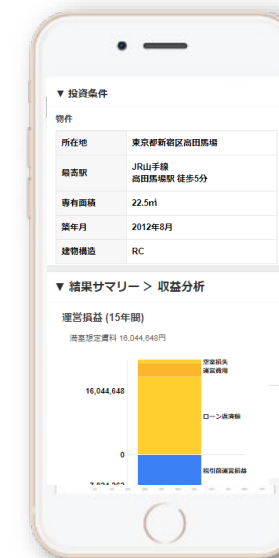 ▼ 投資条件
物件
所在地 東京都新宿区高田馬場
最寄駅 JR山手線
高田馬場駅 徒歩5分
専有面積 22.5㎡
築年月 2012年8月
建物構造 RC
▼ 結果サマリー > 収益分析
運営損益 (15年間)
満室想定賃料 16,044,648円
空室損失
運営費用
16,044,648
ローン返済額
0
税引前運営損益